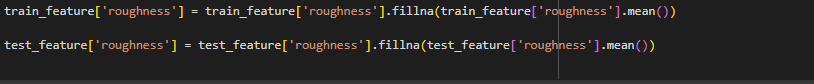 train_feature['roughness'] = train_feature['roughness'].fillna(train_feature['roughness'].mean())
test_feature['roughness'] = test_feature['roughness'].fillna(test_feature['roughness'].mean())